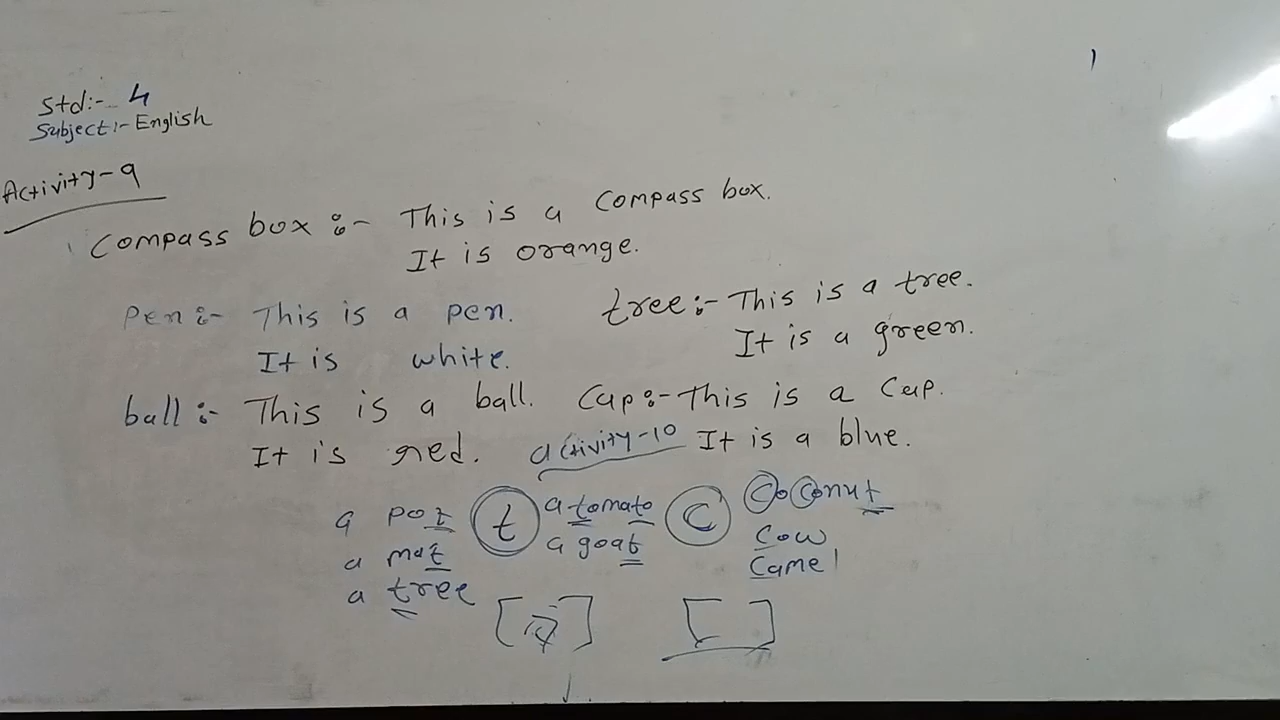 Std:- 4
Subject:- English
Activity-9
Compass box :- This is a Compass box.
It is orange.
Pen :- This is a pen.
It is white.
tree :- This is a tree.
It is a green.
ball :- This is a ball.
It is red.
Cap :- This is a Cap.
It is a blue.
activity-10
a pot
a mat
a tree
t
a tomato
a goat
C
Coconut
Cow
Camel